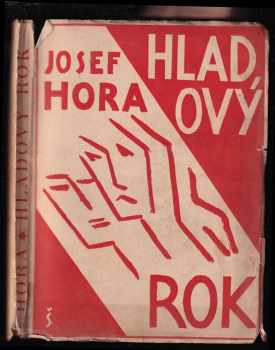 JOSEF
HORA
HLAD,
OVÝ
ROK
Š
HORA ★ HLADOVÝ ROK